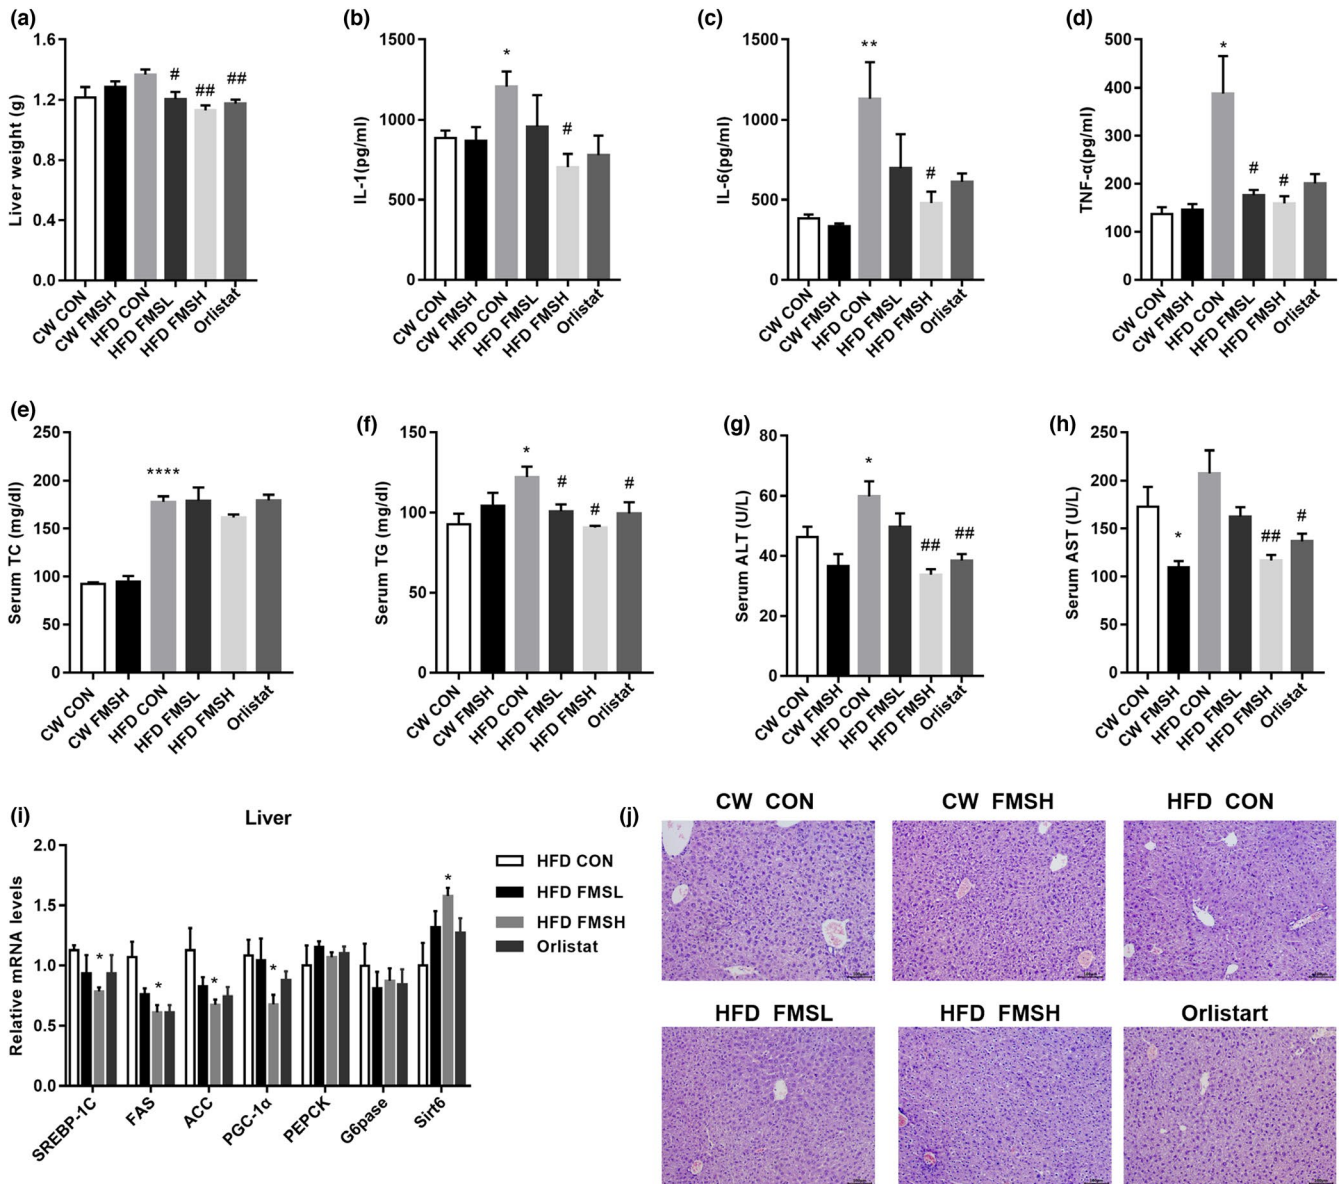 (a)
Liver weight (g)
1.6
1.2
0.8
0.4
0.0
#
##
##
CW CON
CW FMSH
HFD CON
HFD FMSL
HFD FMSH
Orlistat
(b)
IL-1(pg/ml)
1500
1000
500
0
*
#
CW CON
CW FMSH
HFD CON
HFD FMSL
HFD FMSH
Orlistat
(c)
IL-6(pg/ml)
1500
1000
500
0
**
#
CW CON
CW FMSH
HFD CON
HFD FMSL
HFD FMSH
Orlistat
(d)
TNF-α(pg/ml)
500
400
300
200
150
100
50
0
*
#
#
CW CON
CW FMSH
HFD CON
HFD FMSL
HFD FMSH
Orlistat
(e)
Serum TC (mg/dl)
250
200
150
100
50
0
****
CW CON
CW FMSH
HFD CON
HFD FMSL
HFD FMSH
Orlistat
(f)
Serum TG (mg/dl)
150
100
50
0
*
#
#
#
CW CON
CW FMSH
HFD CON
HFD FMSL
HFD FMSH
Orlistat
(g)
Serum ALT (U/L)
80
60
40
20
0
*
##
##
CW CON
CW FMSH
HFD CON
HFD FMSL
HFD FMSH
Orlistat
(h)
Serum AST (U/L)
250
200
150
100
50
0
*
##
#
CW CON
CW FMSH
HFD CON
HFD FMSL
HFD FMSH
Orlistat
(i)
Liver
Relative mRNA levels
2.0
1.5
1.0
0.5
0.0
*
*
*
*
*
SREBP-1C
FAS
ACC
PGC-1α
PEPCK
G6pase
Sirt6
HFD CON
HFD FMSL
HFD FMSH
Orlistat
(j)
CW CON
CW FMSH
HFD CON
HFD FMSL
HFD FMSH
Orlistart